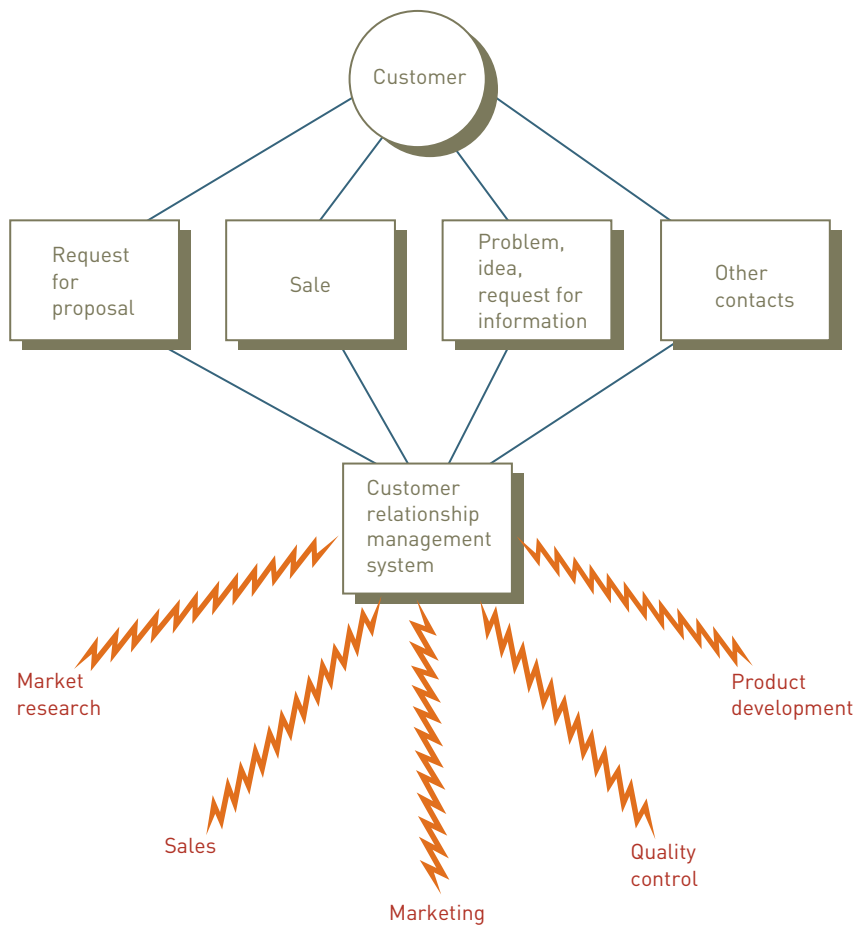 Customer
Request
for
proposal
Sale
Problem,
idea,
request for
information
Other
contacts
Customer
relationship
management
system
Market
research
Sales
Marketing
Quality
control
Product
development